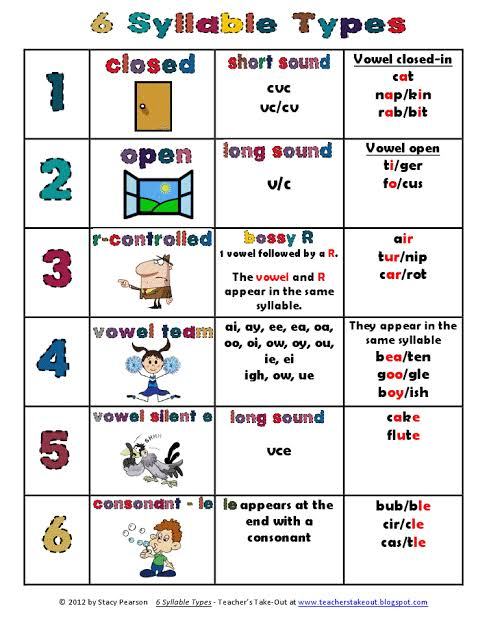 6 Syllable Types
1
closed
short sound
cvc
vc/cv
Vowel closed-in
cat
nap/kin
rab/bit
2
open
long sound
v/c
Vowel open
ti/ger
fo/cus
3
r-controlled
bossy R
1 vowel followed by a R.
The vowel and R
appear in the same
syllable.
air
tur/nip
car/rot
4
vowel team
ai, ay, ee, ea, oa,
oo, oi, ow, oy, ou,
ie, ei
igh, ow, ue
They appear in the
same syllable
bea/ten
goo/gle
boy/ish
5
vowel silent e
SHHH
long sound
vce
cake
flute
6
consonant - le
le appears at the
end with a
consonant
bub/ble
cir/cle
cas/tle
© 2012 by Stacy Pearson 6 Syllable Types - Teacher's Take-Out at www.teacherstakeout.blogspot.com